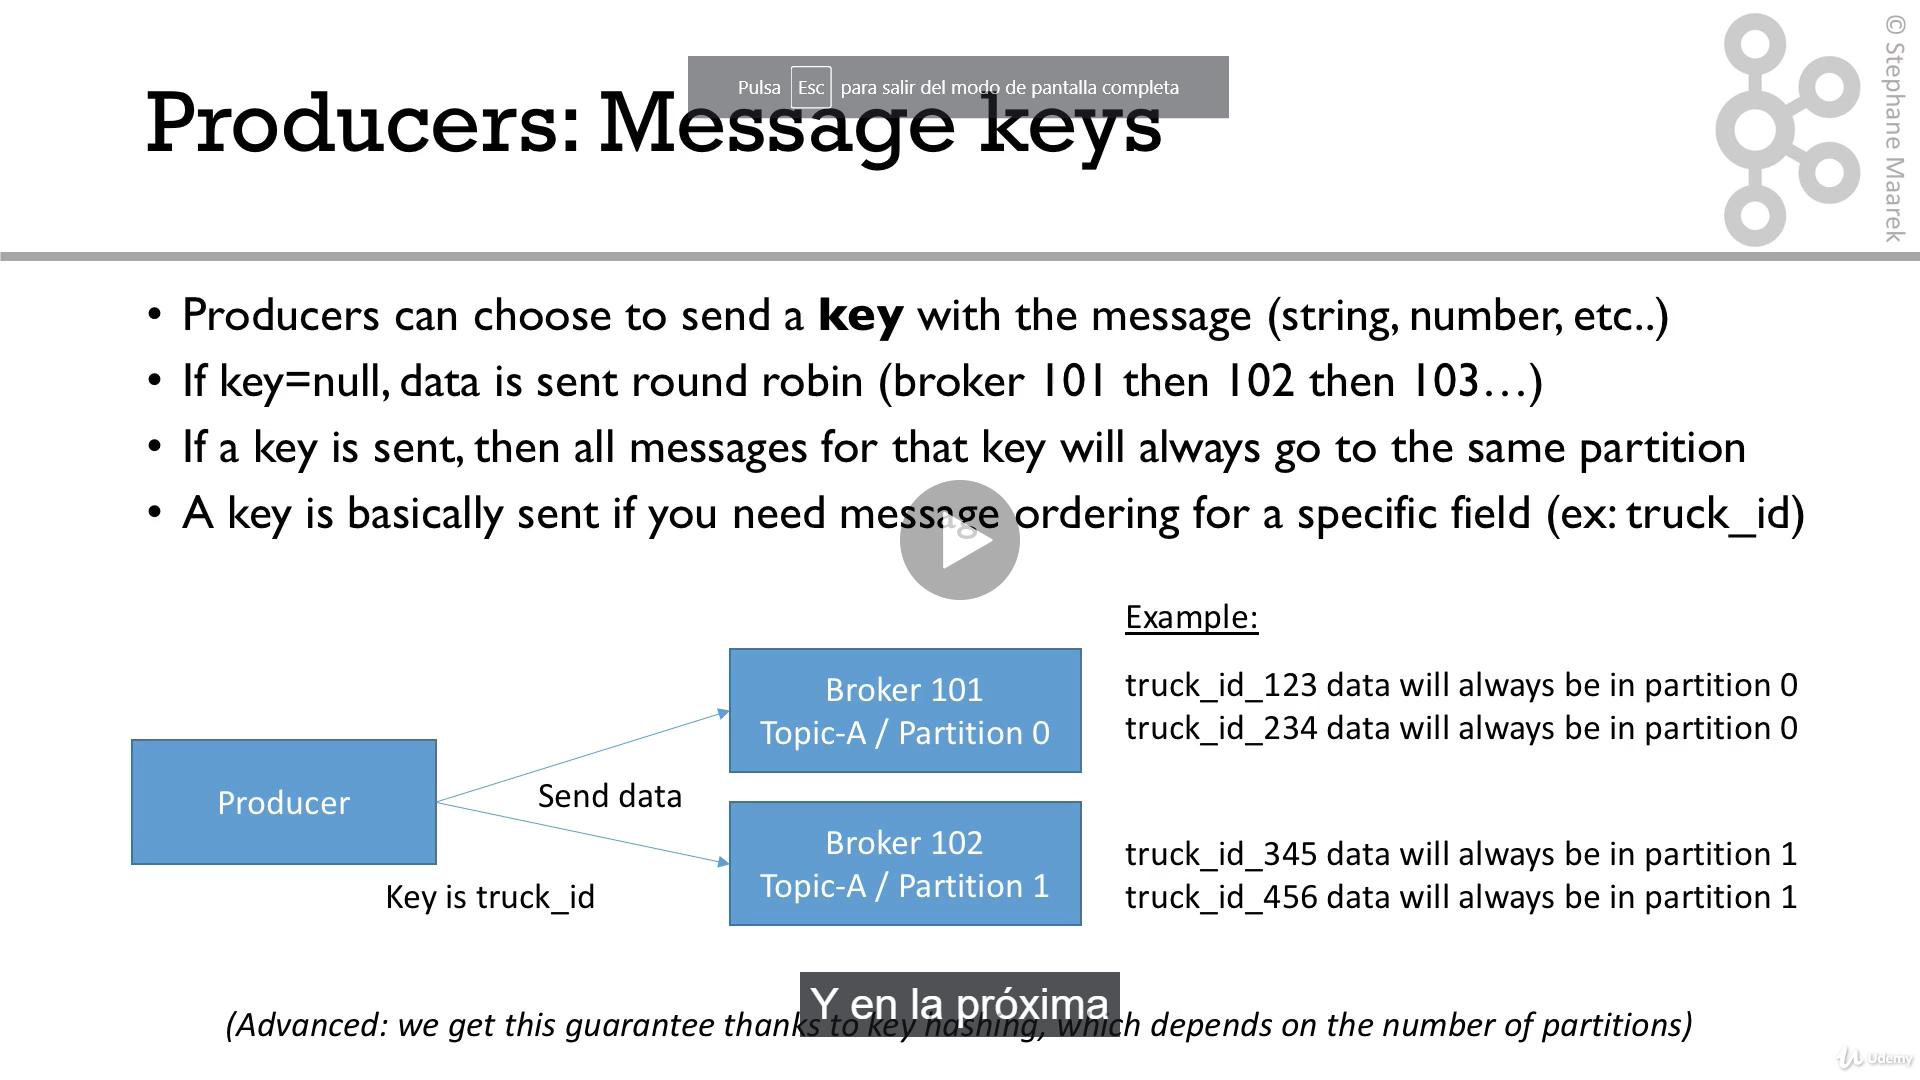 Pulsa Esc para salir del modo de pantalla completa
Producers: Message keys
© Stephane Maarek
• Producers can choose to send a key with the message (string, number, etc..)
• If key=null, data is sent round robin (broker 101 then 102 then 103…)
• If a key is sent, then all messages for that key will always go to the same partition
• A key is basically sent if you need message ordering for a specific field (ex: truck_id)
Example:
Broker 101
Topic-A / Partition 0
truck_id_123 data will always be in partition 0
truck_id_234 data will always be in partition 0
Producer
Send data
Key is truck_id
Broker 102
Topic-A / Partition 1
truck_id_345 data will always be in partition 1
truck_id_456 data will always be in partition 1
Y en la próxima
(Advanced: we get this guarantee thanks to key hashing, which depends on the number of partitions)
Udemy